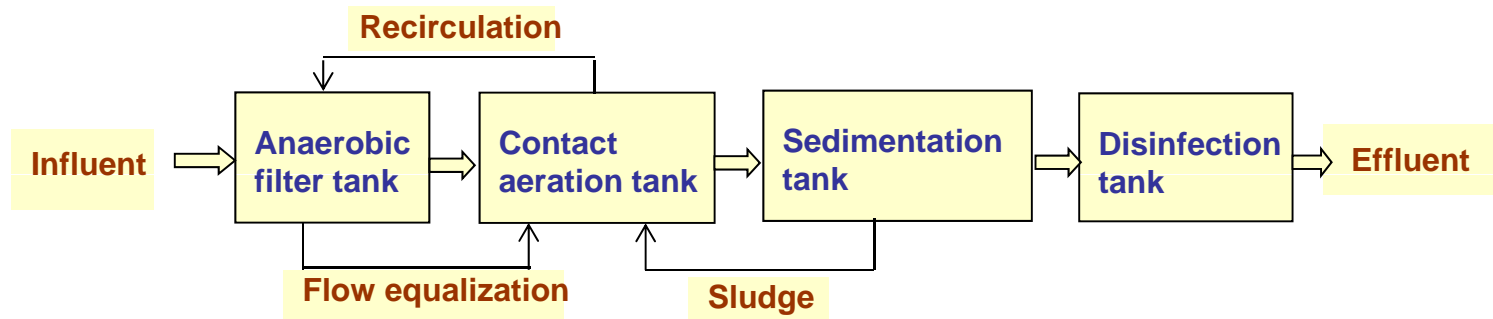 Recirculation
Influent
Anaerobic
filter tank
Contact
aeration tank
Sedimentation
tank
Disinfection
tank
Effluent
Flow equalization
Sludge